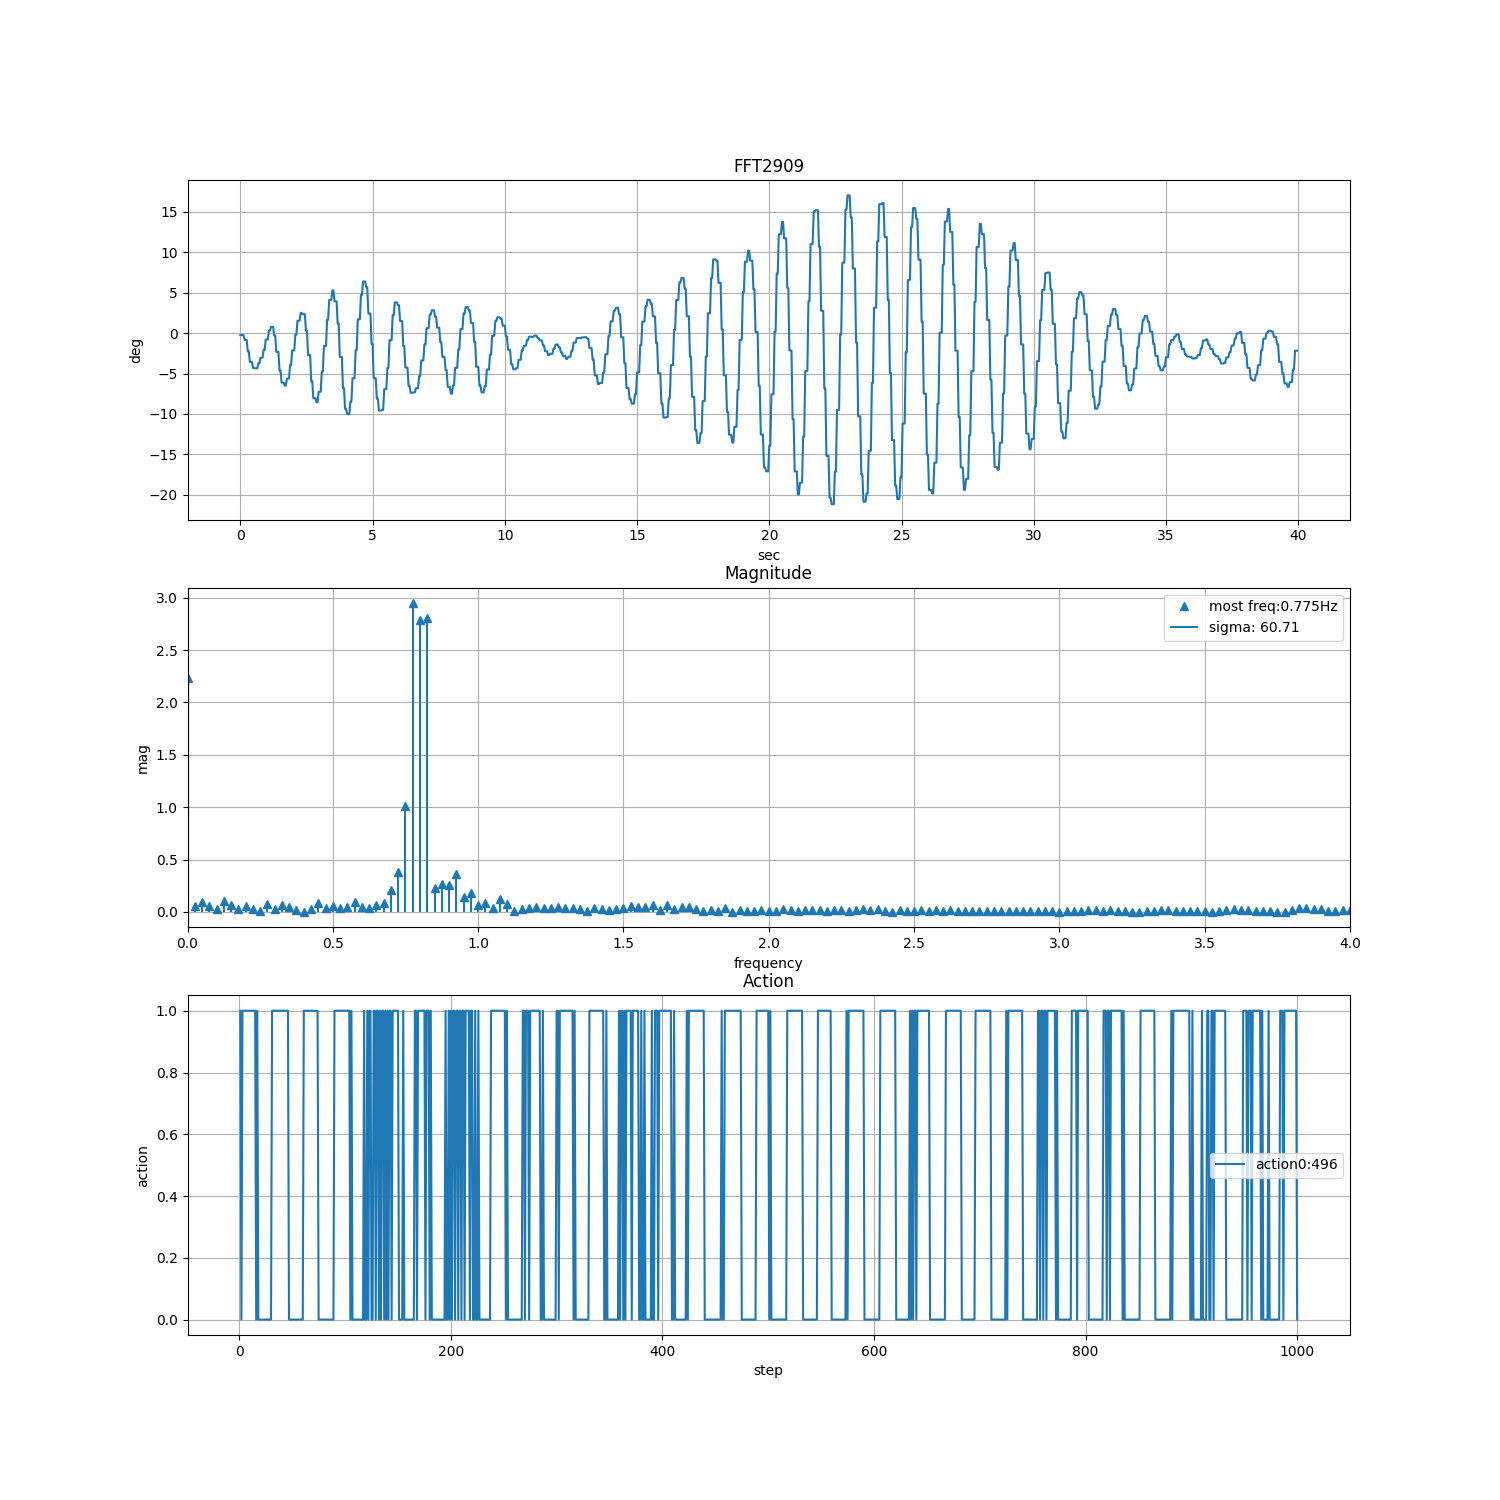 FFT2909
15
10
5
0
−5
−10
−15
−20
deg
0 5 10 15 20 25 30 35 40
sec
Magnitude
3.0
2.5
2.0
1.5
1.0
0.5
0.0
mag
most freq:0.775Hz
sigma: 60.71
0.0 0.5 1.0 1.5 2.0 2.5 3.0 3.5 4.0
frequency
Action
1.0
0.8
0.6
0.4
0.2
0.0
action
action0:496
0 200 400 600 800 1000
step